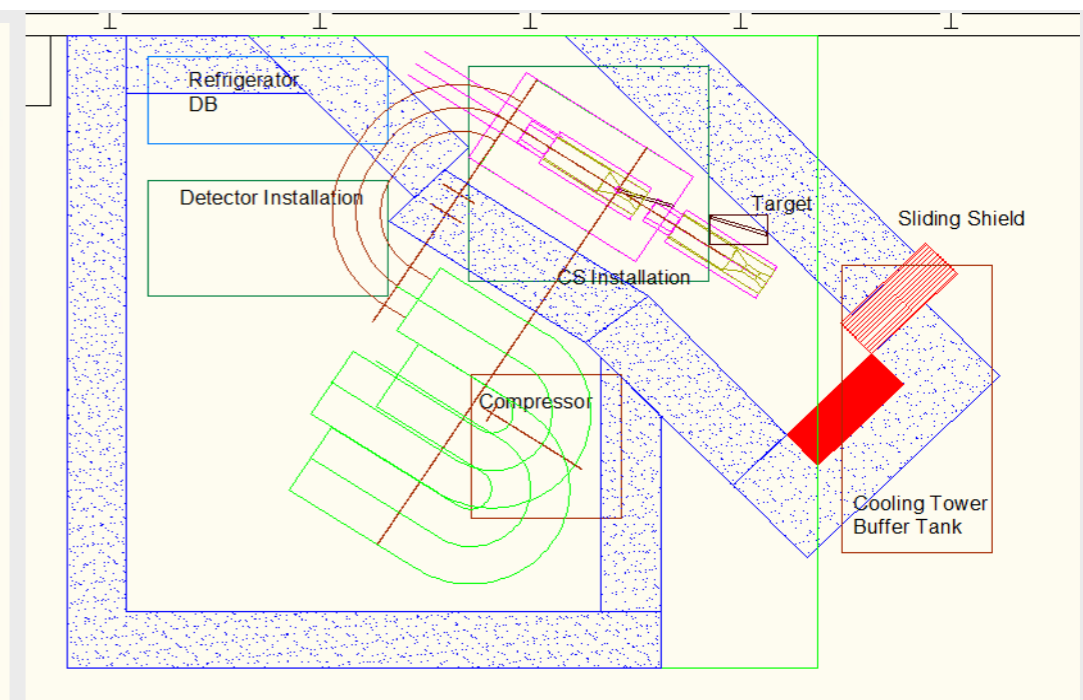 Refrigerator
DB
Detector Installation
Target
Sliding Shield
CS Installation
Compressor
Cooling Tower
Buffer Tank